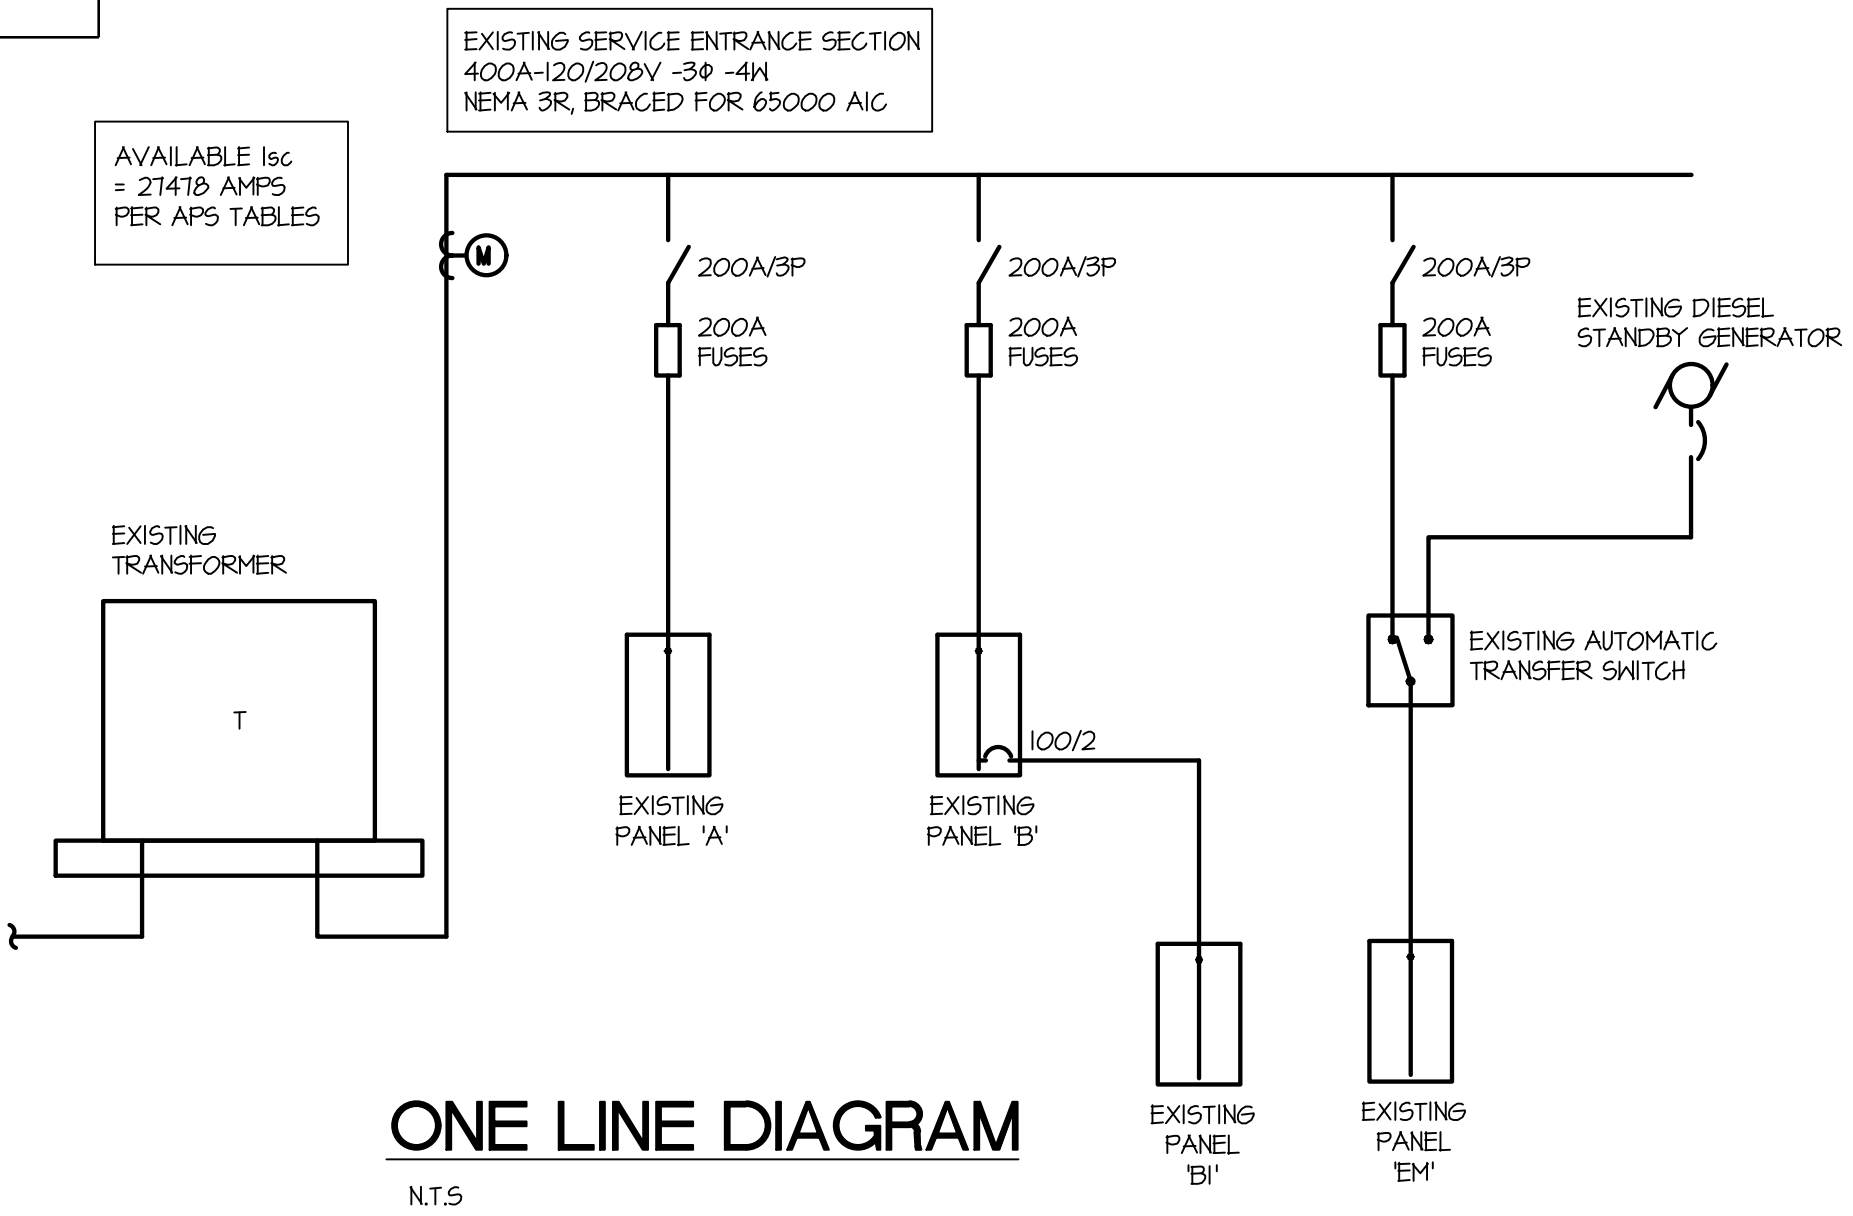 EXISTING SERVICE ENTRANCE SECTION
400A-120/208V -3Φ -4W
NEMA 3R, BRACED FOR 65000 AIC
AVAILABLE Isc
= 27478 AMPS
PER APS TABLES
M
200A/3P
200A
FUSES
200A/3P
200A
FUSES
200A/3P
200A
FUSES
EXISTING DIESEL
STANDBY GENERATOR
EXISTING
TRANSFORMER
T
EXISTING AUTOMATIC
TRANSFER SWITCH
100/2
EXISTING
PANEL 'A'
EXISTING
PANEL 'B'
EXISTING
PANEL
'B1'
EXISTING
PANEL
'EM'
ONE LINE DIAGRAM
N.T.S